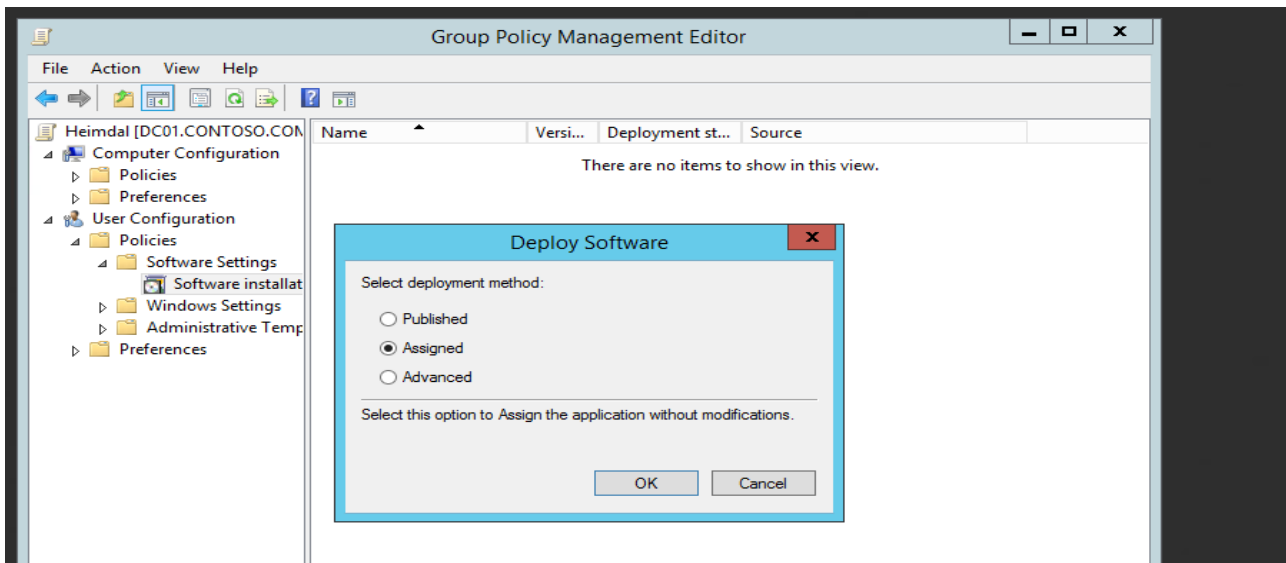 Group Policy Management Editor
x
File Action View Help
Heimdal [DC01.CONTOSO.CON
Computer Configuration
Policies
Preferences
User Configuration
Policies
Software Settings
Software installat
Windows Settings
Administrative Temp
Preferences
Name Versi... Deployment st... Source
There are no items to show in this view.
Deploy Software
x
Select deployment method:
Published
Assigned
Advanced
Select this option to Assign the application without modifications.
OK Cancel